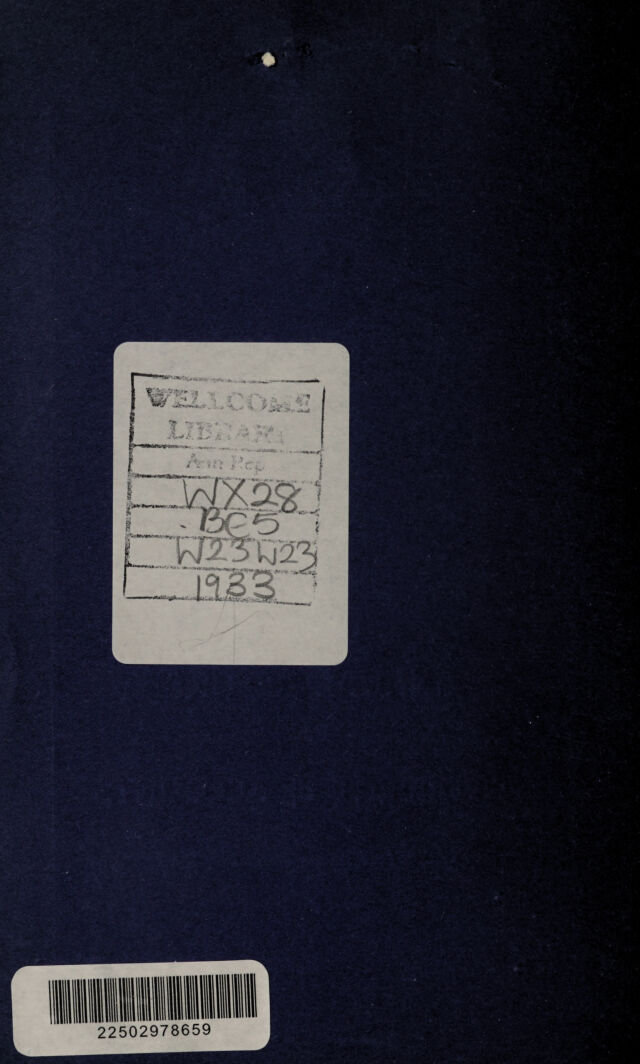 WELLCOME
LIBRARY
Ann Rep
WX28
.BE5
W23W23
1933
22502978659